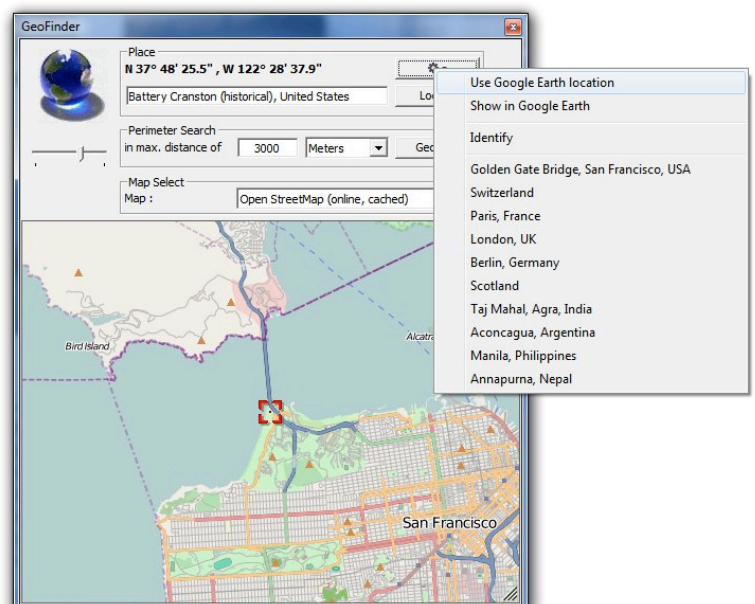 GeoFinder
Place
N 37° 48' 25.5" , W 122° 28' 37.9"
Battery Cranston (historical), United States
Perimeter Search
in max. distance of 3000 Meters
Map Select
Map : Open StreetMap (online, cached)
Use Google Earth location
Show in Google Earth
Identify
Golden Gate Bridge, San Francisco, USA
Switzerland
Paris, France
London, UK
Berlin, Germany
Scotland
Taj Mahal, Agra, India
Aconcagua, Argentina
Manila, Philippines
Annapurna, Nepal
Bird Island
San Francisco